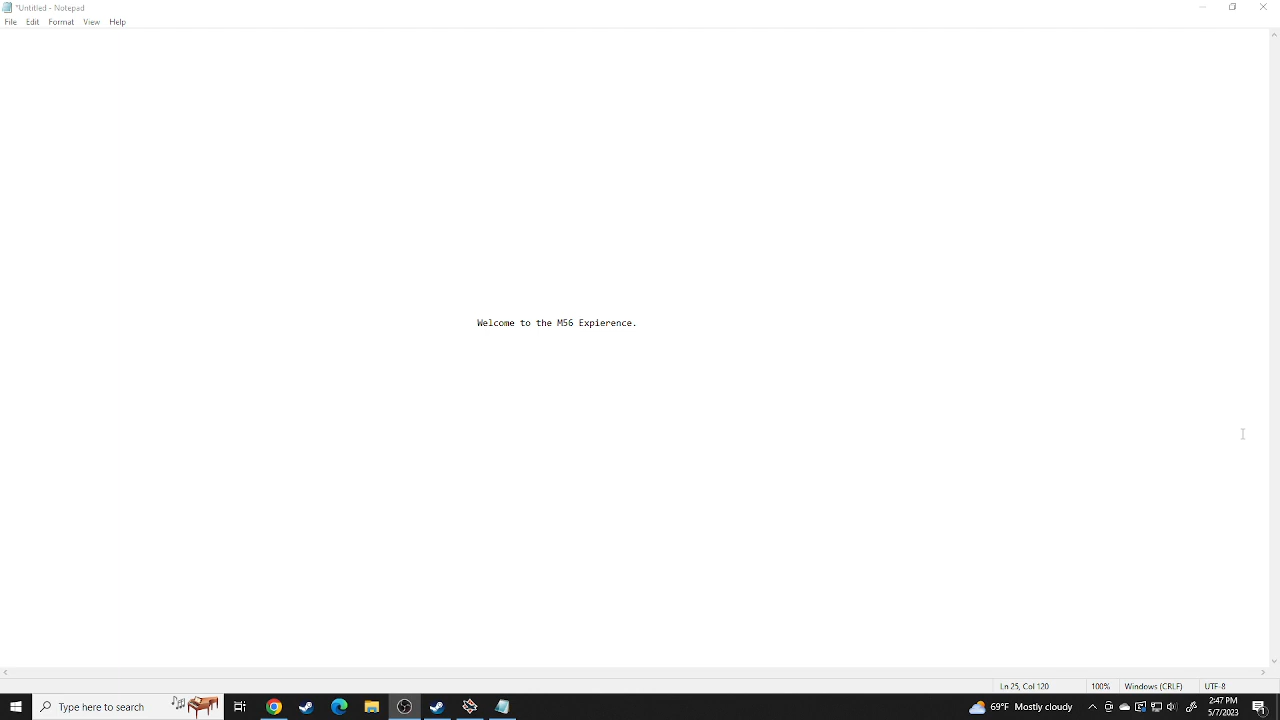 *Untitled - Notepad
File Edit Format View Help
Welcome to the M56 Expierence.
Ln 25, Col 120 100% Windows (CRLF) UTF-8
Type here to search
69°F Mostly cloudy
2:47 PM
5/7/2023